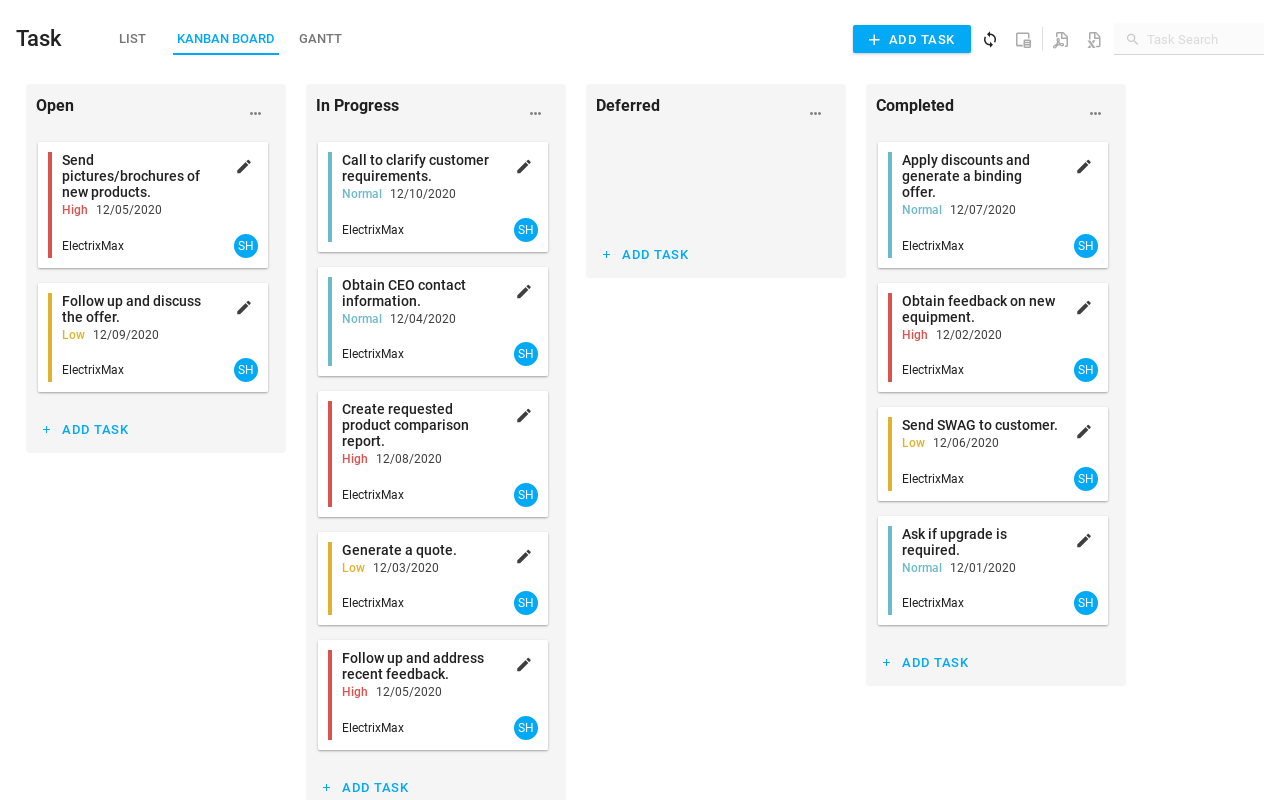 Task
LIST
KANBAN BOARD
GANTT
ADD TASK
Task Search
Open
Send
pictures/brochures of
new products.
High 12/05/2020
ElectrixMax
SH
Follow up and discuss
the offer.
Low 12/09/2020
ElectrixMax
SH
ADD TASK
In Progress
Call to clarify customer
requirements.
Normal 12/10/2020
ElectrixMax
SH
Obtain CEO contact
information.
Normal 12/04/2020
ElectrixMax
SH
Create requested
product comparison
report.
High 12/08/2020
ElectrixMax
SH
Generate a quote.
Low 12/03/2020
ElectrixMax
SH
Follow up and address
recent feedback.
High 12/05/2020
ElectrixMax
SH
ADD TASK
Deferred
ADD TASK
Completed
Apply discounts and
generate a binding
offer.
Normal 12/07/2020
ElectrixMax
SH
Obtain feedback on new
equipment.
High 12/02/2020
ElectrixMax
SH
Send SWAG to customer.
Low 12/06/2020
ElectrixMax
SH
Ask if upgrade is
required.
Normal 12/01/2020
ElectrixMax
SH
ADD TASK